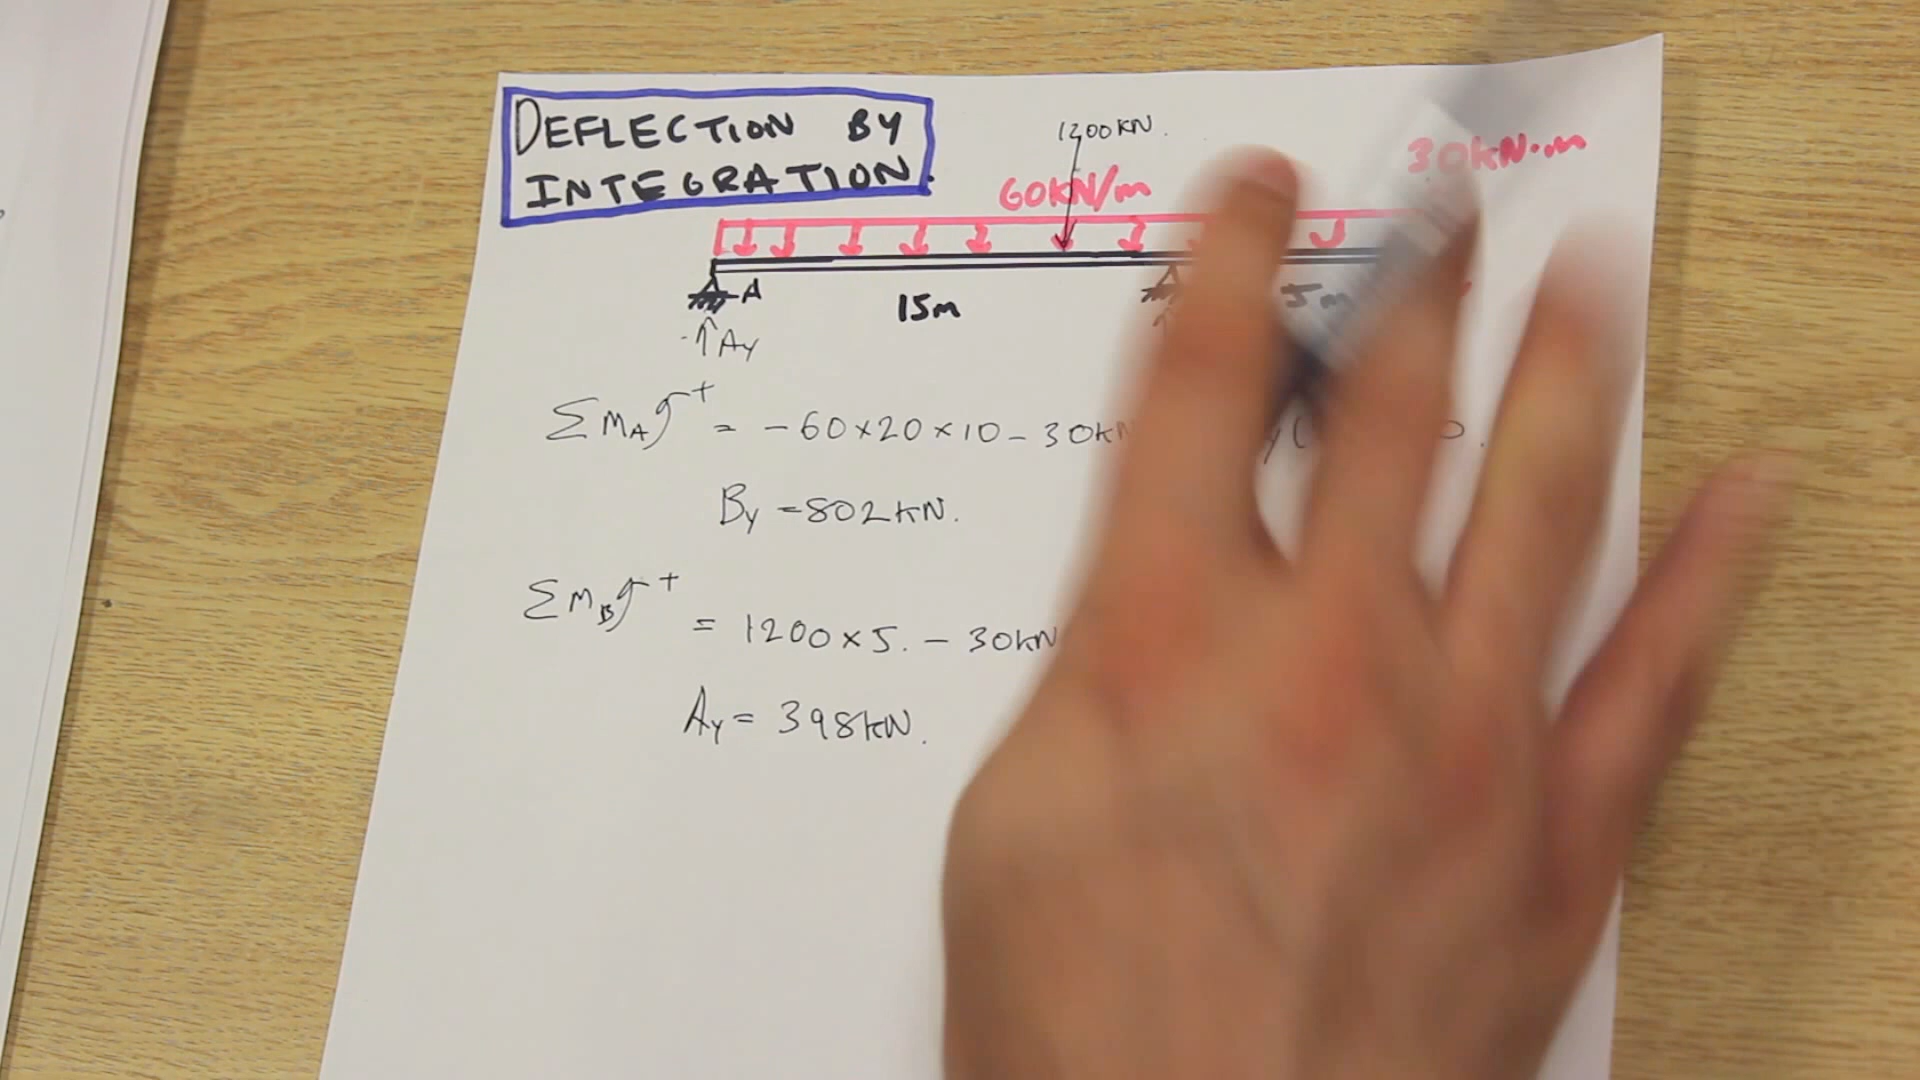 DEFLECTION BY
INTEGRATION.
1200KN.
60KN/m
30KN·m
A
15m
5m
Ay
ΣMA + = -60×20×10-30KN
By = 802KN.
ΣMB +
= 1200×5. - 30KN
Ay = 398KN.